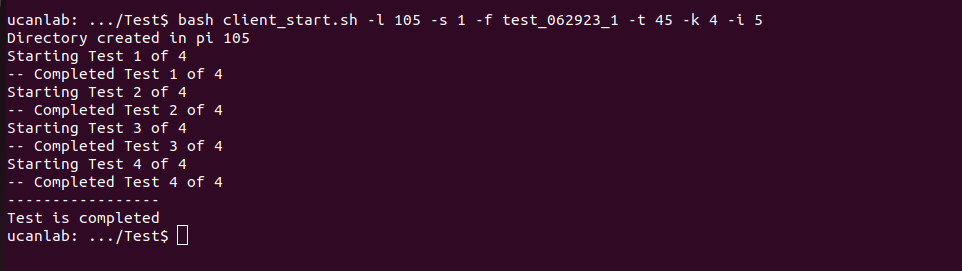 ucanlab: .../Test$ bash client_start.sh -l 105 -s 1 -f test_062923_1 -t 45 -k 4 -i 5
Directory created in pi 105
Starting Test 1 of 4
-- Completed Test 1 of 4
Starting Test 2 of 4
-- Completed Test 2 of 4
Starting Test 3 of 4
-- Completed Test 3 of 4
Starting Test 4 of 4
-- Completed Test 4 of 4
-----------------
Test is completed
ucanlab: .../Test$